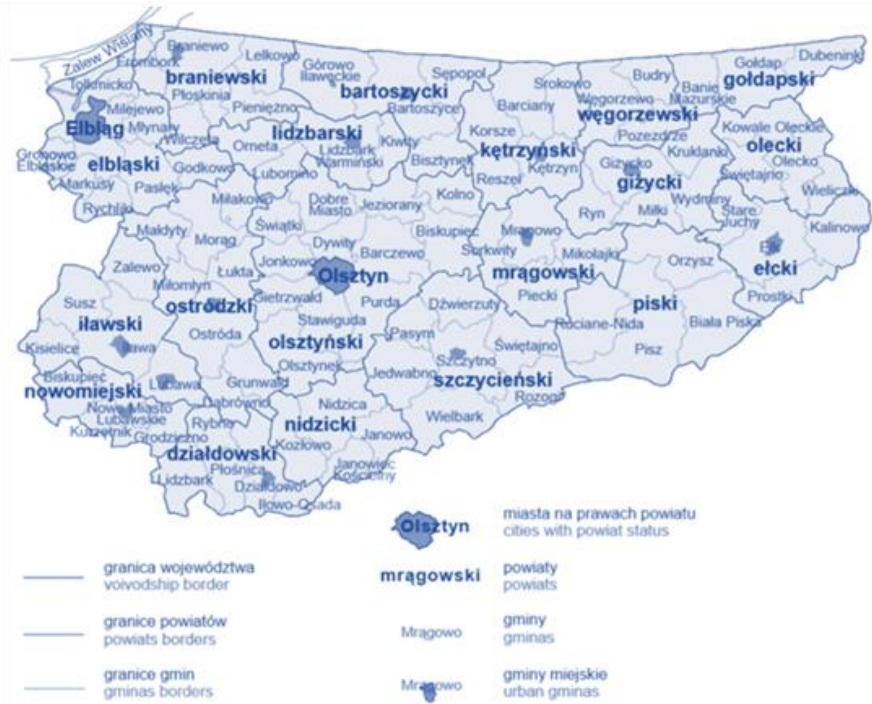 Zalew Wiślany
Braniewo
Lelkowo
Frombork
braniewski
Górowo
Iławeckie
Sępopol
Srokowo
Budry
Banie
Mazurskie
Gołdap
Dubeninki
gołdapski
Tolkmicko
Płoskinia
bartoszycki
Węgorzewo
Milejewo
Pieniężno
Bartoszyce
Barciany
węgorzewski
Elbląg
Młynary
Wilczęta
lidzbarski
Korsze
Pozezdrze
Kowale Oleckie
Orneta
Lidzbark
Warmiński
Kiwity
kętrzyński
Kruklanki
olecki
Gronowo
Elbląskie
elbląski
Godkowo
Bisztynek
Kętrzyn
Giżycko
Olecko
Lubomino
Reszel
giżycki
Świętajno
Markusy
Pasłęk
Miłakowo
Dobre
Miasto
Jeziorany
Kolno
Wydminy
Wieliczki
Rychliki
Świątki
Ryn
Miłki
Stare
Juchy
Kalinowo
Małdyty
Morąg
Dywity
Biskupiec
Mrągowo
Sorkwity
Mikołajki
Ełk
Zalewo
Łukta
Jonkowo
Barczewo
Olsztyn
mrągowski
Orzysz
ełcki
Miłomłyn
Susz
ostródzki
Gietrzwałd
Purda
Dźwierzuty
Piecki
piski
Prostki
iławski
Ostróda
Stawiguda
Pasym
Ruciane-Nida
Biała Piska
Kisielice
Iława
olsztyński
Świętajno
Pisz
Biskupiec
Lubawa
Olsztynek
Jedwabno
Szczytno
szczycieński
nowomiejski
Grunwald
Rozogi
Nowe Miasto
Lubawskie
Dąbrówno
Nidzica
Wielbark
Kurzętnik
Grodziczno
Rybno
nidzicki
działdowski
Kozłowo
Janowo
Płośnica
Janowiec
Kościelny
Lidzbark
Działdowo
Iłowo-Osada
Olsztyn
miasta na prawach powiatu
cities with powiat status
granica województwa
voivodship border
mrągowski
powiaty
powiats
granice powiatów
powiats borders
Mrągowo
gminy
gminas
granice gmin
gminas borders
Mrągowo
gminy miejskie
urban gminas